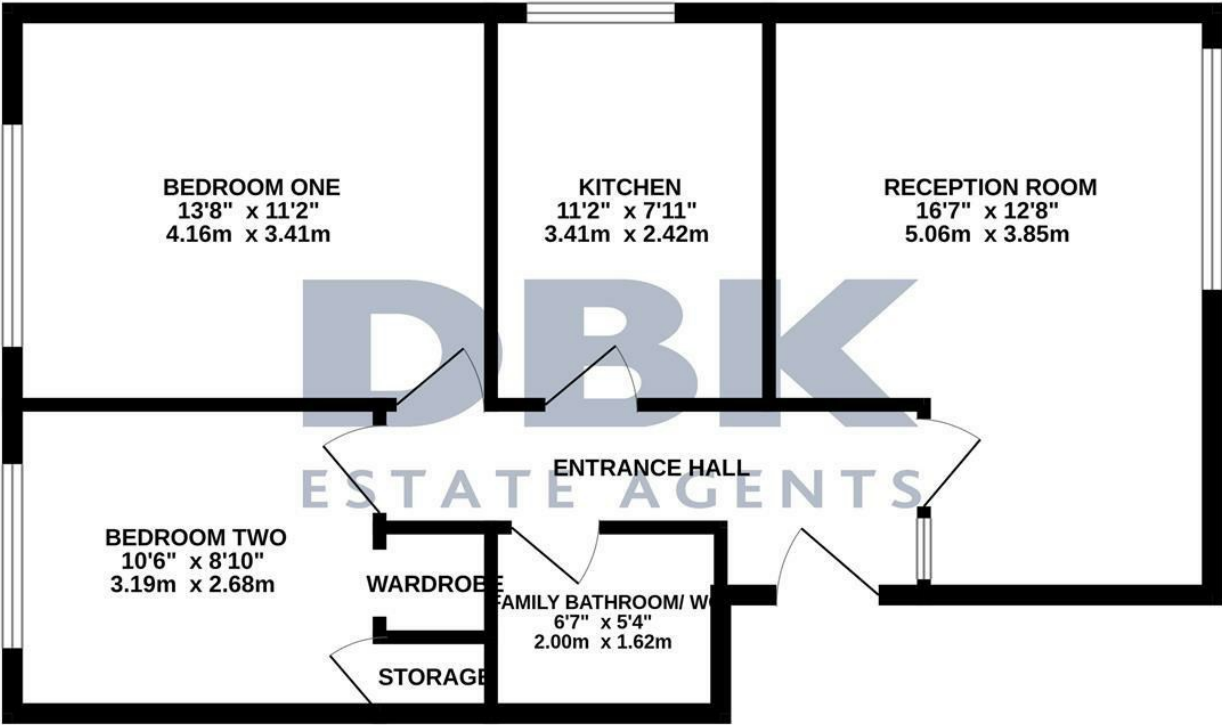 BEDROOM ONE
13'8" x 11'2"
4.16m x 3.41m
KITCHEN
11'2" x 7'11"
3.41m x 2.42m
RECEPTION ROOM
16'7" x 12'8"
5.06m x 3.85m
DBK
ESTATE AGENTS
ENTRANCE HALL
BEDROOM TWO
10'6" x 8'10"
3.19m x 2.68m
WARDROBE
STORAGE
FAMILY BATHROOM/ WC
6'7" x 5'4"
2.00m x 1.62m